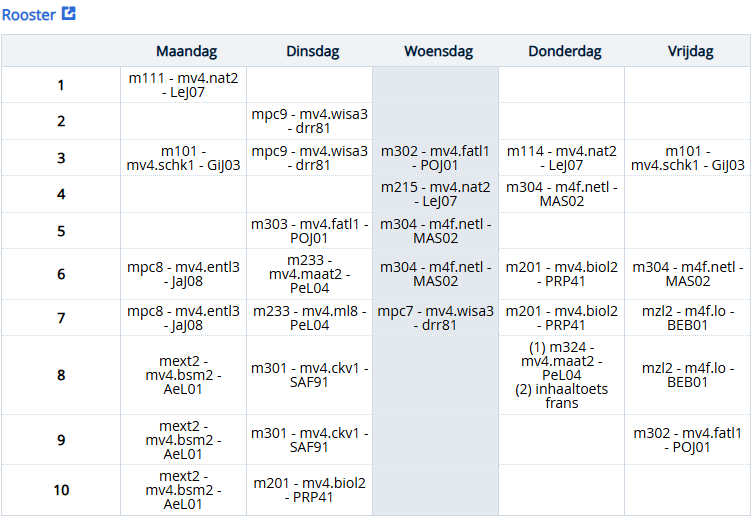 Rooster
Maandag Dinsdag Woensdag Donderdag Vrijdag
1
m111 - mv4.nat2
- LeJ07
2
mpc9 - mv4.wisa3
- drr81
3
m101 -
mv4.schk1 - GiJ03
mpc9 - mv4.wisa3
- drr81
m302 - mv4.fatl1
- POJ01
m114 - mv4.nat2
- LeJ07
m101 -
mv4.schk1 - GiJ03
4
m215 - mv4.nat2
- LeJ07
m304 - m4f.netl -
MAS02
5
m303 - mv4.fatl1 -
POJ01
m304 - m4f.netl -
MAS02
6
mpc8 - mv4.entl3
- JaJ08
m233 -
mv4.maat2 -
PeL04
m304 - m4f.netl -
MAS02
m201 - mv4.biol2
- PRP41
m304 - m4f.netl -
MAS02
7
mpc8 - mv4.entl3
- JaJ08
m233 - mv4.ml8 -
PeL04
mpc7 - mv4.wisa3
- drr81
m201 - mv4.biol2
- PRP41
mzl2 - m4f.lo -
BEB01
8
mext2 -
mv4.bsm2 -
AeL01
m301 - mv4.ckv1 -
SAF91
(1) m324 -
mv4.maat2 -
PeL04
(2) inhaaltoets
frans
mzl2 - m4f.lo -
BEB01
9
mext2 -
mv4.bsm2 -
AeL01
m301 - mv4.ckv1 -
SAF91
m302 - mv4.fatl1
- POJ01
10
mext2 -
mv4.bsm2 -
AeL01
m201 - mv4.biol2
- PRP41